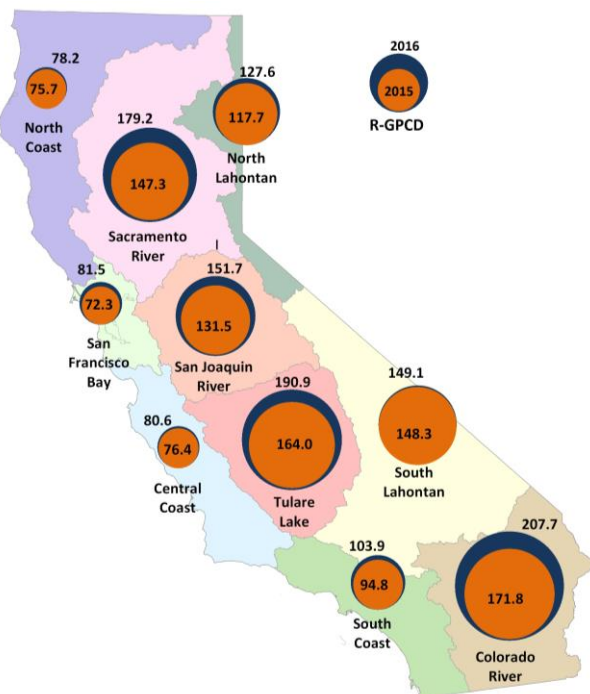 2016
2015
R-GPCD
78.2
75.7
North
Coast
127.6
117.7
North
Lahontan
179.2
147.3
Sacramento
River
81.5
72.3
San
Francisco
Bay
151.7
131.5
San Joaquin
River
190.9
164.0
Tulare
Lake
149.1
148.3
South
Lahontan
80.6
76.4
Central
Coast
103.9
94.8
South
Coast
207.7
171.8
Colorado
River